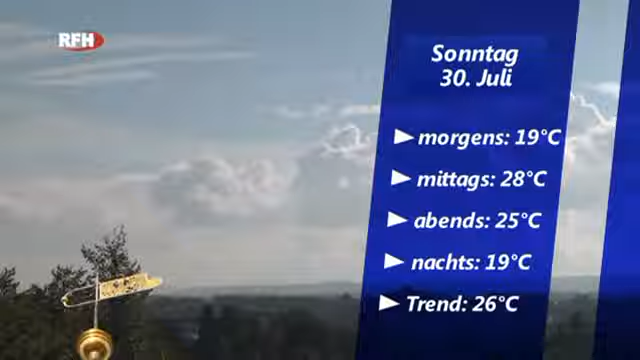 RFH
Sonntag
30. Juli
morgens: 19°C
mittags: 28°C
abends: 25°C
nachts: 19°C
Trend: 26°C